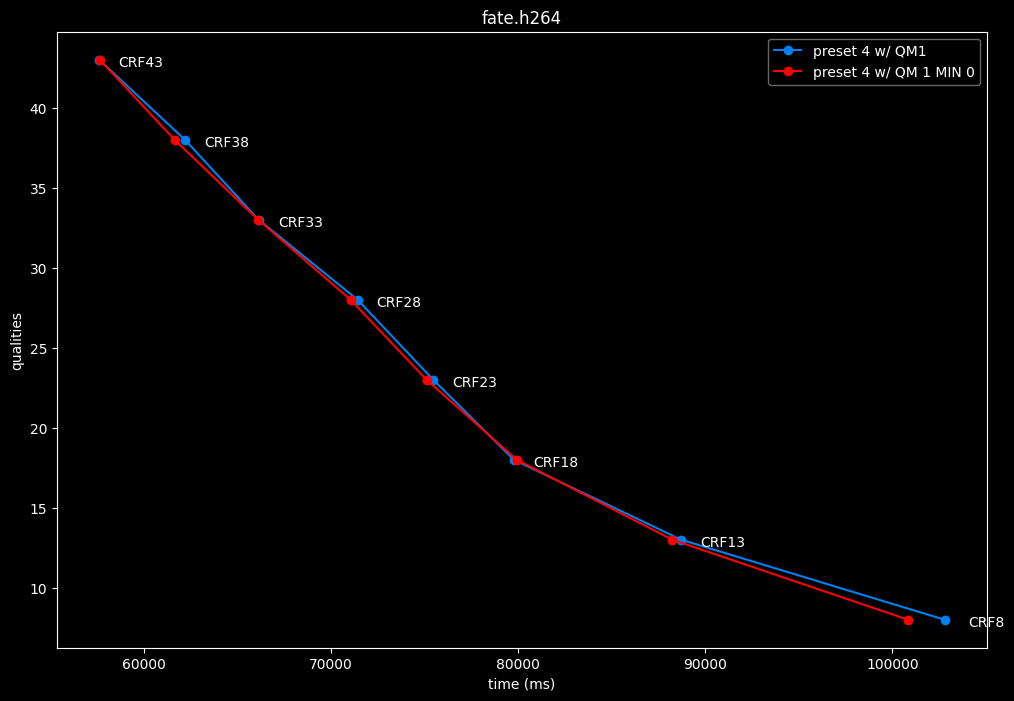 fate.h264
preset 4 w/ QM1
preset 4 w/ QM 1 MIN 0
CRF43
CRF38
CRF33
CRF28
CRF23
CRF18
CRF13
CRF8
qualities
40
35
30
25
20
15
10
60000 70000 80000 90000 100000
time (ms)